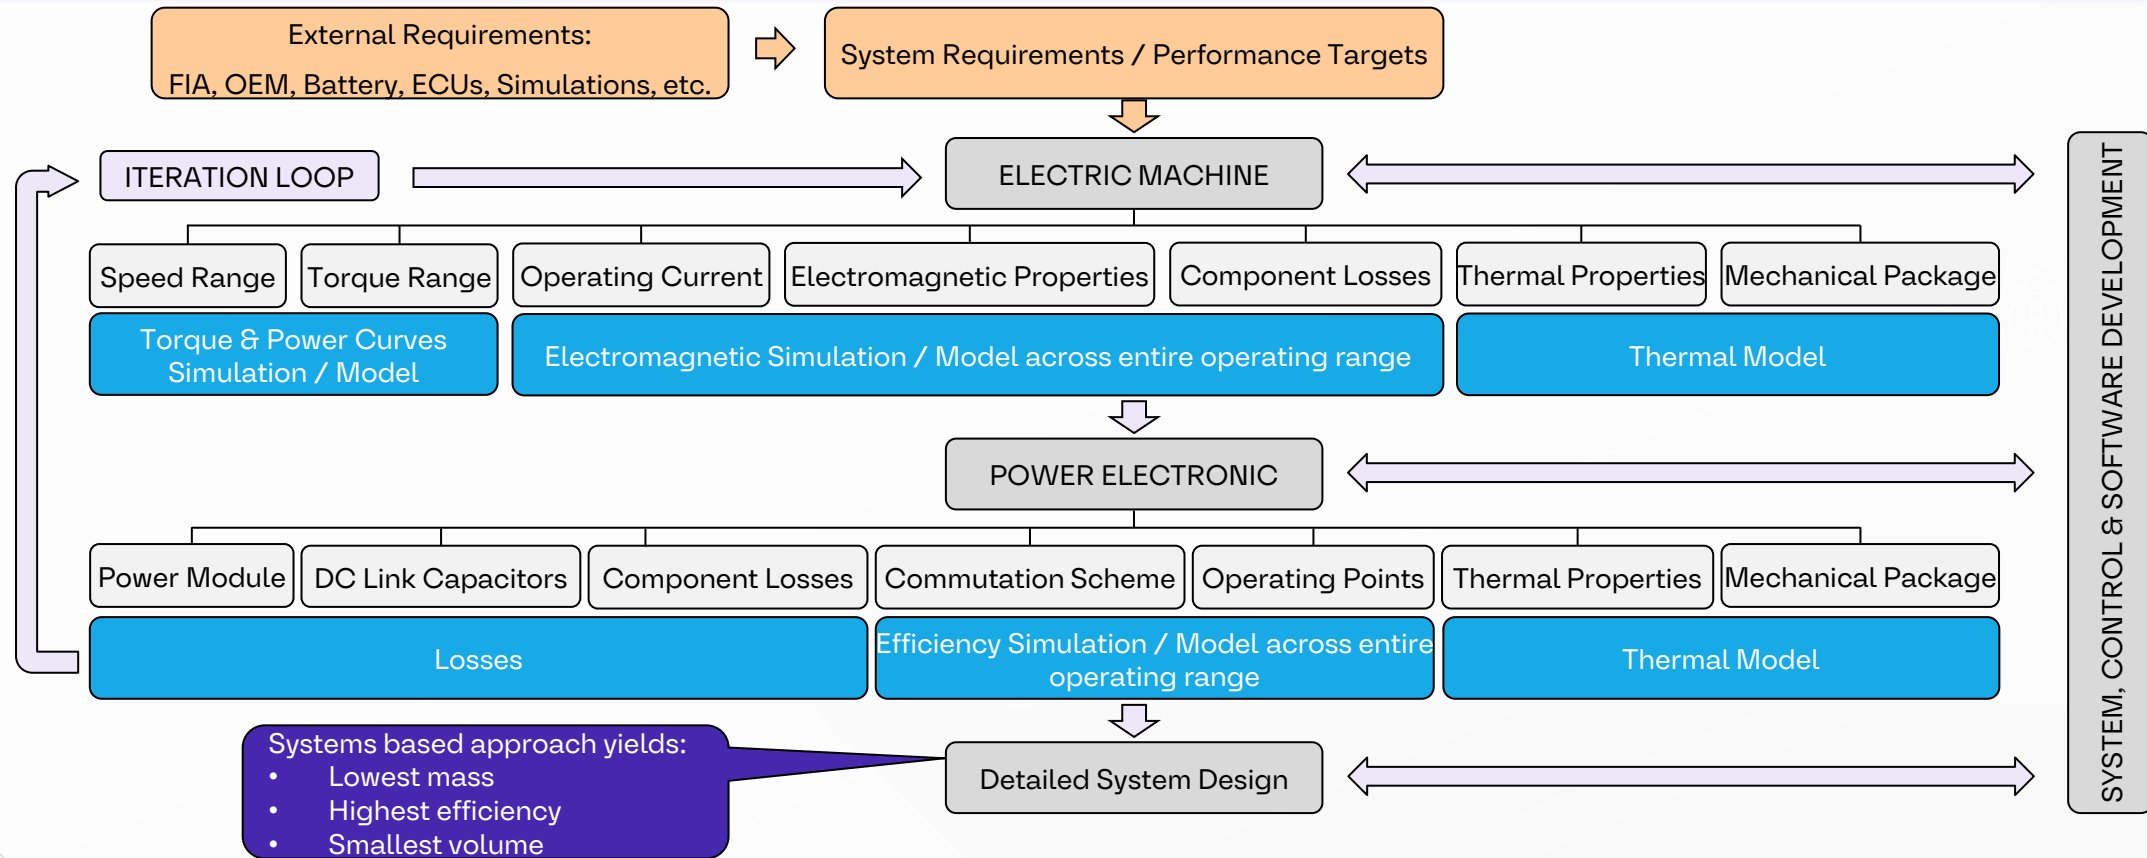 External Requirements:
FIA, OEM, Battery, ECUs, Simulations, etc.
System Requirements / Performance Targets
ITERATION LOOP
ELECTRIC MACHINE
Speed Range
Torque Range
Operating Current
Electromagnetic Properties
Component Losses
Thermal Properties
Mechanical Package
Torque & Power Curves
Simulation / Model
Electromagnetic Simulation / Model across entire operating range
Thermal Model
POWER ELECTRONIC
Power Module
DC Link Capacitors
Component Losses
Commutation Scheme
Operating Points
Thermal Properties
Mechanical Package
Losses
Efficiency Simulation / Model across entire
operating range
Thermal Model
Systems based approach yields:
• Lowest mass
• Highest efficiency
• Smallest volume
Detailed System Design
SYSTEM, CONTROL & SOFTWARE DEVELOPMENT